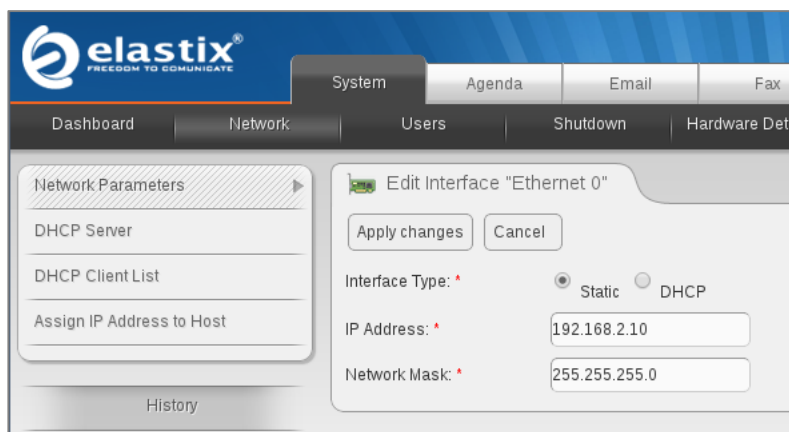 elastix®
FREEDOM TO COMUNICATE
System Agenda Email Fax
Dashboard Network Users Shutdown Hardware Det
Network Parameters
DHCP Server
DHCP Client List
Assign IP Address to Host
History
Edit Interface "Ethernet 0"
Apply changes Cancel
Interface Type: * Static DHCP
IP Address: * 192.168.2.10
Network Mask: * 255.255.255.0